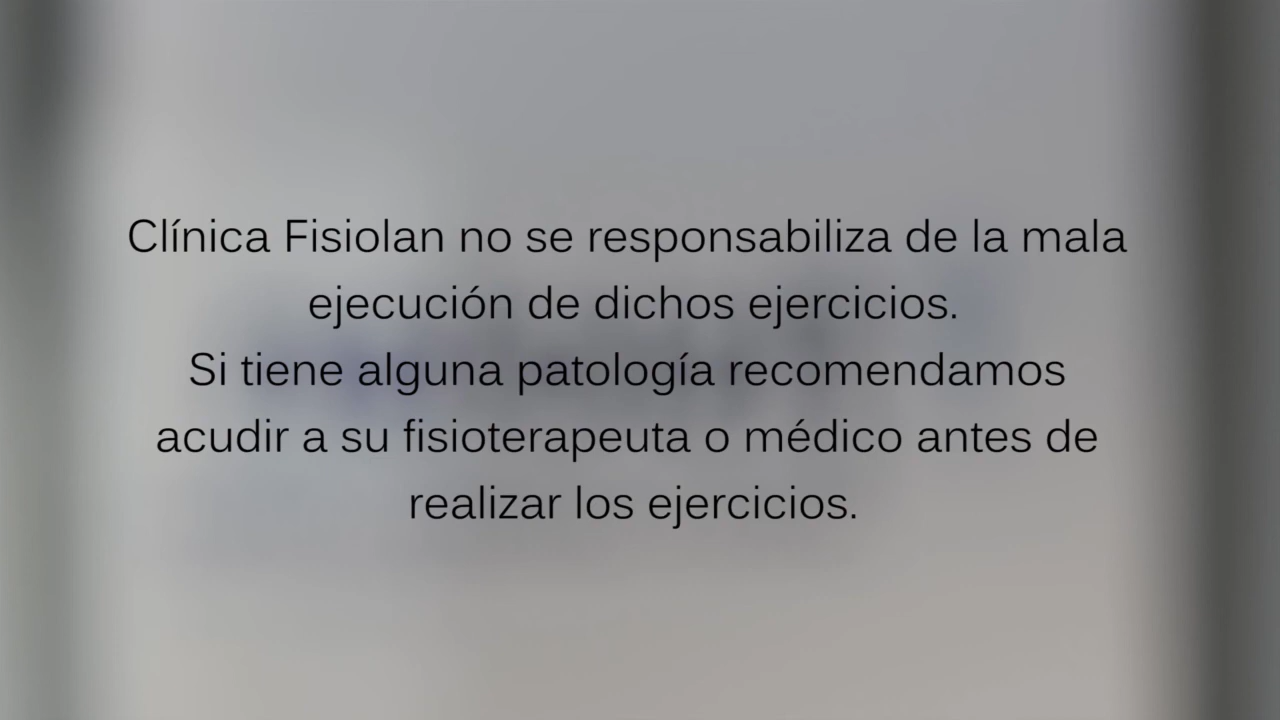 Clínica Fisiolan no se responsabiliza de la mala
ejecución de dichos ejercicios.
Si tiene alguna patología recomendamos
acudir a su fisioterapeuta o médico antes de
realizar los ejercicios.